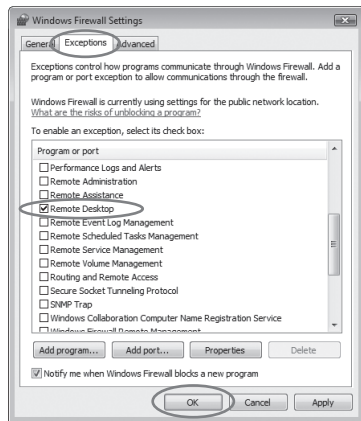 Windows Firewall Settings
General Exceptions Advanced
Exceptions control how programs communicate through Windows Firewall. Add a
program or port exception to allow communications through the firewall.
Windows Firewall is currently using settings for the public network location.
What are the risks of unblocking a program?
To enable an exception, select its check box:
Program or port
Performance Logs and Alerts
Remote Administration
Remote Assistance
Remote Desktop
Remote Event Log Management
Remote Scheduled Tasks Management
Remote Service Management
Remote Volume Management
Routing and Remote Access
Secure Socket Tunneling Protocol
SNMP Trap
Windows Collaboration Computer Name Registration Service
Windows Firewall Remote Management
Add program... Add port... Properties Delete
Notify me when Windows Firewall blocks a new program
OK Cancel Apply